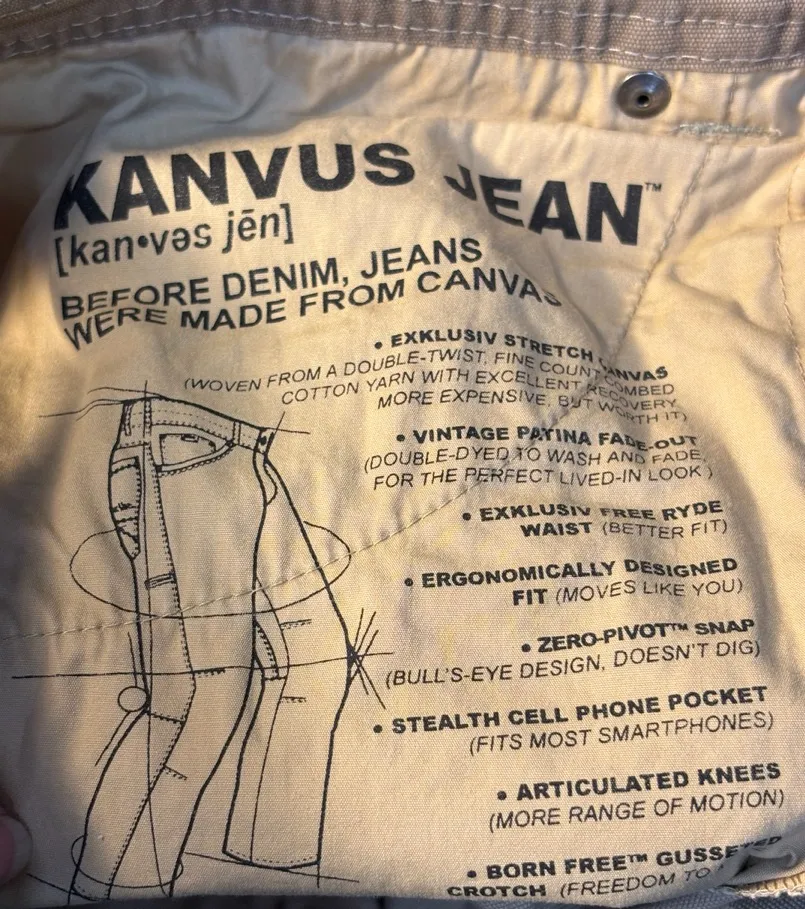 KANVUS JEAN™
[kan•vəs jēn]
BEFORE DENIM, JEANS
WERE MADE FROM CANVAS
• EXKLUSIV STRETCH CANVAS
(WOVEN FROM A DOUBLE-TWIST, FINE COUNT COMBED
COTTON YARN WITH EXCELLENT RECOVERY
MORE EXPENSIVE, BUT WORTH IT)
• VINTAGE PATINA FADE-OUT
(DOUBLE-DYED TO WASH AND FADE,
FOR THE PERFECT LIVED-IN LOOK)
• EXKLUSIV FREE RYDE
WAIST (BETTER FIT)
• ERGONOMICALLY DESIGNED
FIT (MOVES LIKE YOU)
• ZERO-PIVOT™ SNAP
(BULL'S-EYE DESIGN, DOESN'T DIG)
• STEALTH CELL PHONE POCKET
(FITS MOST SMARTPHONES)
• ARTICULATED KNEES
(MORE RANGE OF MOTION)
• BORN FREE™ GUSSETED
CROTCH (FREEDOM TO